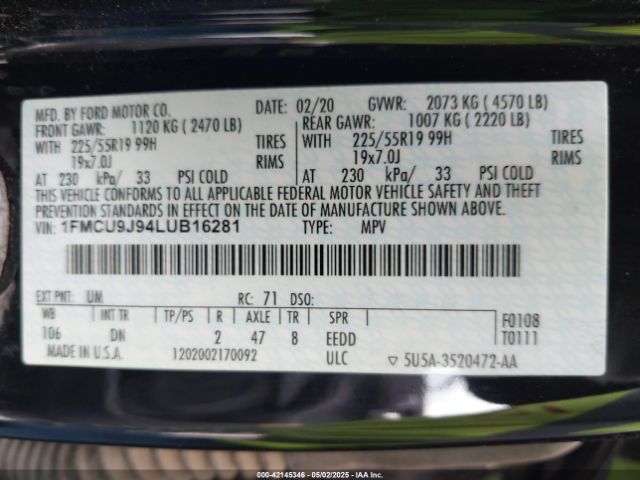 MFD. BY FORD MOTOR CO. DATE: 02/20 GVWR: 2073 KG ( 4570 LB)
FRONT GAWR: 1120 KG ( 2470 LB) REAR GAWR: 1007 KG ( 2220 LB)
WITH 225/55R19 99H TIRES WITH 225/55R19 99H TIRES
19x7.0J RIMS 19x7.0J RIMS
AT 230 kPa/ 33 PSI COLD AT 230 kPa/ 33 PSI COLD
THIS VEHICLE CONFORMS TO ALL APPLICABLE FEDERAL MOTOR VEHICLE SAFETY AND THEFT
PREVENTION STANDARDS IN EFFECT ON THE DATE OF MANUFACTURE SHOWN ABOVE.
VIN: 1FMCU9J94LUB16281 TYPE: MPV
EXT PNT: UM RC: 71 DSO:
WB INT TR TP/PS R AXLE TR SPR F0108
106 DN 2 47 8 EEDD T0111
MADE IN U.S.A. 1202002170092 ULC ▽ 5U5A-3520472-AA
000-42145346 | 05/02/2025 - IAA Inc.